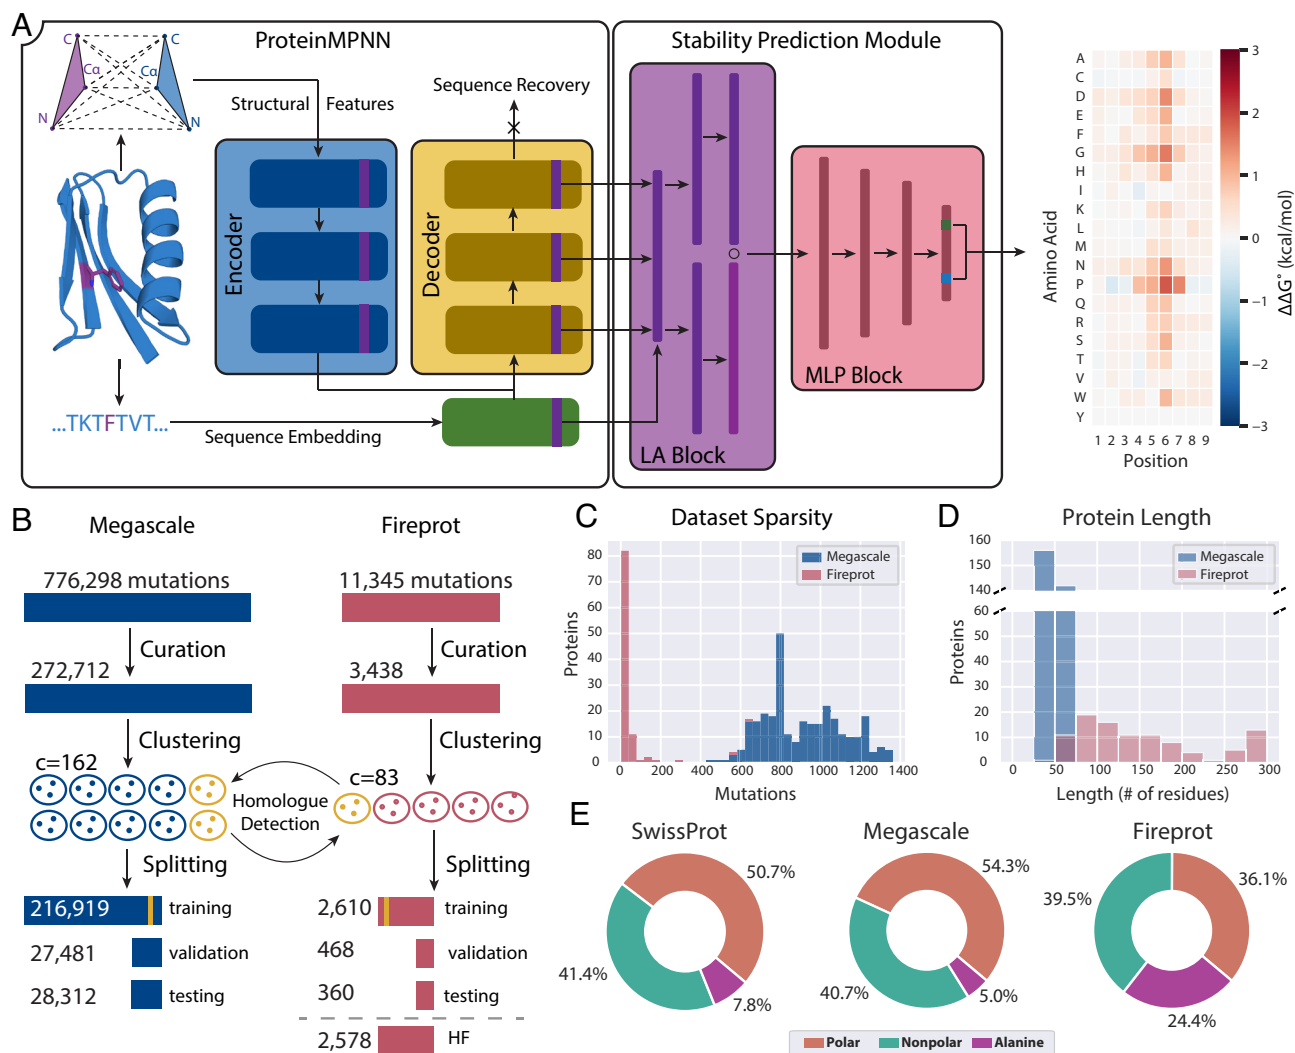 A
ProteinMPNN
Stability Prediction Module
C
C
Cα
Cα
N
N
Structural Features
Sequence Recovery
Encoder
Decoder
...TKTFTVT...
Sequence Embedding
LA Block
MLP Block
Amino Acid
A
C
D
E
F
G
H
I
K
L
M
N
P
Q
R
S
T
V
W
Y
1 2 3 4 5 6 7 8 9
Position
3
2
1
0
−1
−2
−3
ΔΔG° (kcal/mol)
B
Megascale
Fireprot
776,298 mutations
11,345 mutations
Curation
Curation
272,712
3,438
Clustering
Clustering
c=162
c=83
Homologue
Detection
Splitting
Splitting
216,919
training
2,610
training
27,481
validation
468
validation
28,312
testing
360
testing
2,578
HF
C
Dataset Sparsity
Megascale
Fireprot
Proteins
80
70
60
50
40
30
20
10
0
0 200 400 600 800 1000 1200 1400
Mutations
D
Protein Length
Megascale
Fireprot
Proteins
160
150
140
60
50
40
30
20
10
0
0 50 100 150 200 250 300
Length (# of residues)
E
SwissProt
50.7%
41.4%
7.8%
Megascale
54.3%
40.7%
5.0%
Fireprot
36.1%
39.5%
24.4%
Polar Nonpolar Alanine